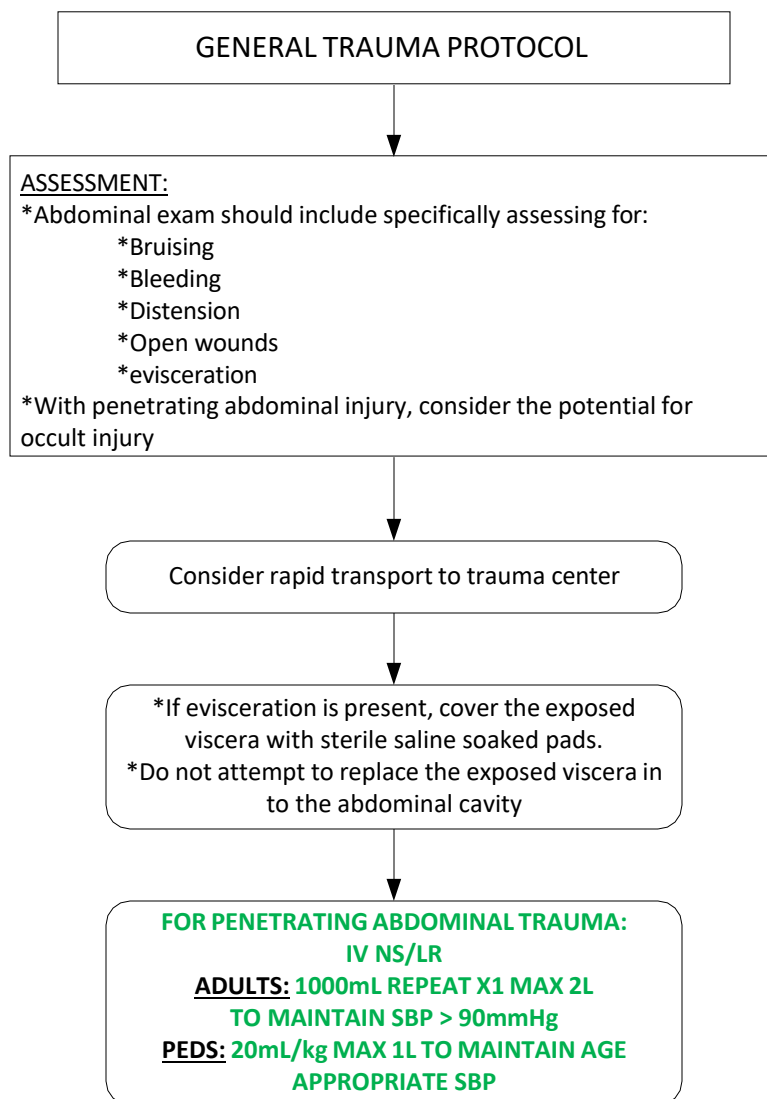 GENERAL TRAUMA PROTOCOL
ASSESSMENT:
*Abdominal exam should include specifically assessing for:
*Bruising
*Bleeding
*Distension
*Open wounds
*evisceration
*With penetrating abdominal injury, consider the potential for
occult injury
Consider rapid transport to trauma center
*If evisceration is present, cover the exposed
viscera with sterile saline soaked pads.
*Do not attempt to replace the exposed viscera in
to the abdominal cavity
FOR PENETRATING ABDOMINAL TRAUMA:
IV NS/LR
ADULTS: 1000mL REPEAT X1 MAX 2L
TO MAINTAIN SBP > 90mmHg
PEDS: 20mL/kg MAX 1L TO MAINTAIN AGE
APPROPRIATE SBP